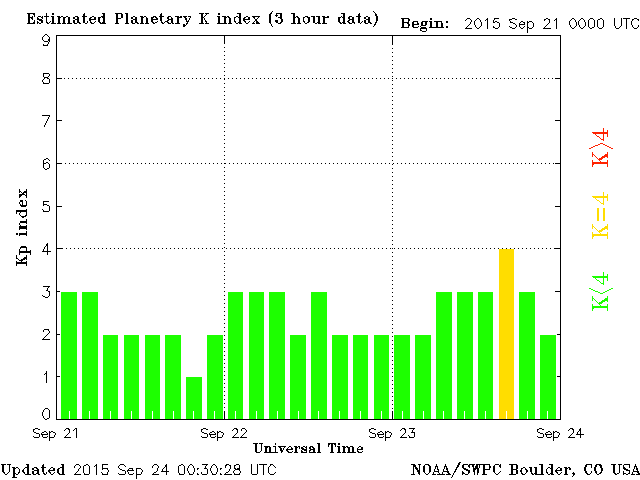 Estimated Planetary K index (3 hour data)
Begin: 2015 Sep 21 0000 UTC
9
8
7
6
5
4
3
2
1
0
Kp index
K>4
K=4
K<4
Sep 21
Sep 22
Sep 23
Sep 24
Universal Time
Updated 2015 Sep 24 00:30:28 UTC
NOAA/SWPC Boulder, CO USA